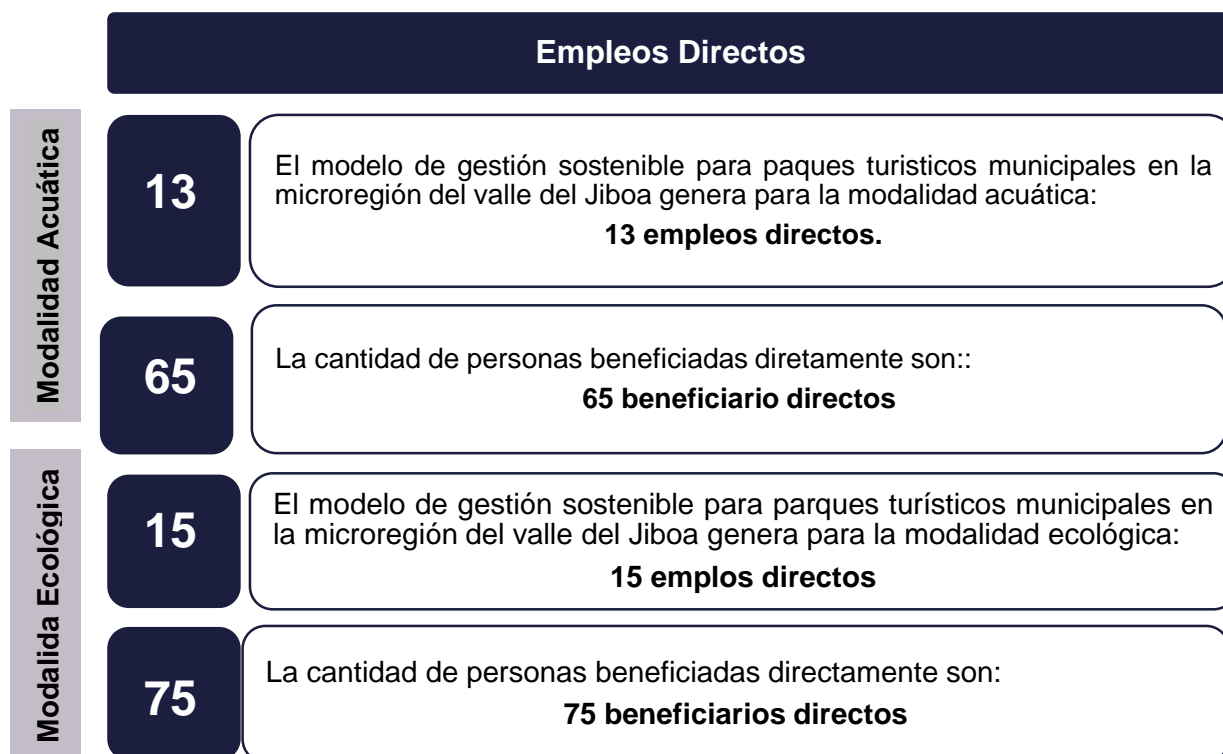 Empleos Directos
Modalidad Acuática
13
El modelo de gestión sostenible para paques turisticos municipales en la
microregión del valle del Jiboa genera para la modalidad acuática:
13 empleos directos.
65
La cantidad de personas beneficiadas diretamente son::
65 beneficiario directos
Modalida Ecológica
15
El modelo de gestión sostenible para parques turísticos municipales en
la microregión del valle del Jiboa genera para la modalidad ecológica:
15 emplos directos
75
La cantidad de personas beneficiadas directamente son:
75 beneficiarios directos